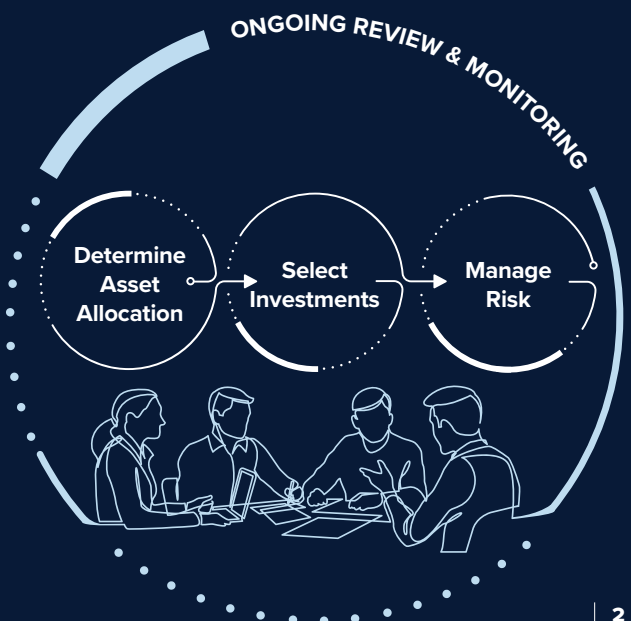 ONGOING REVIEW & MONITORING
Determine
Asset
Allocation
Select
Investments
Manage
Risk
2